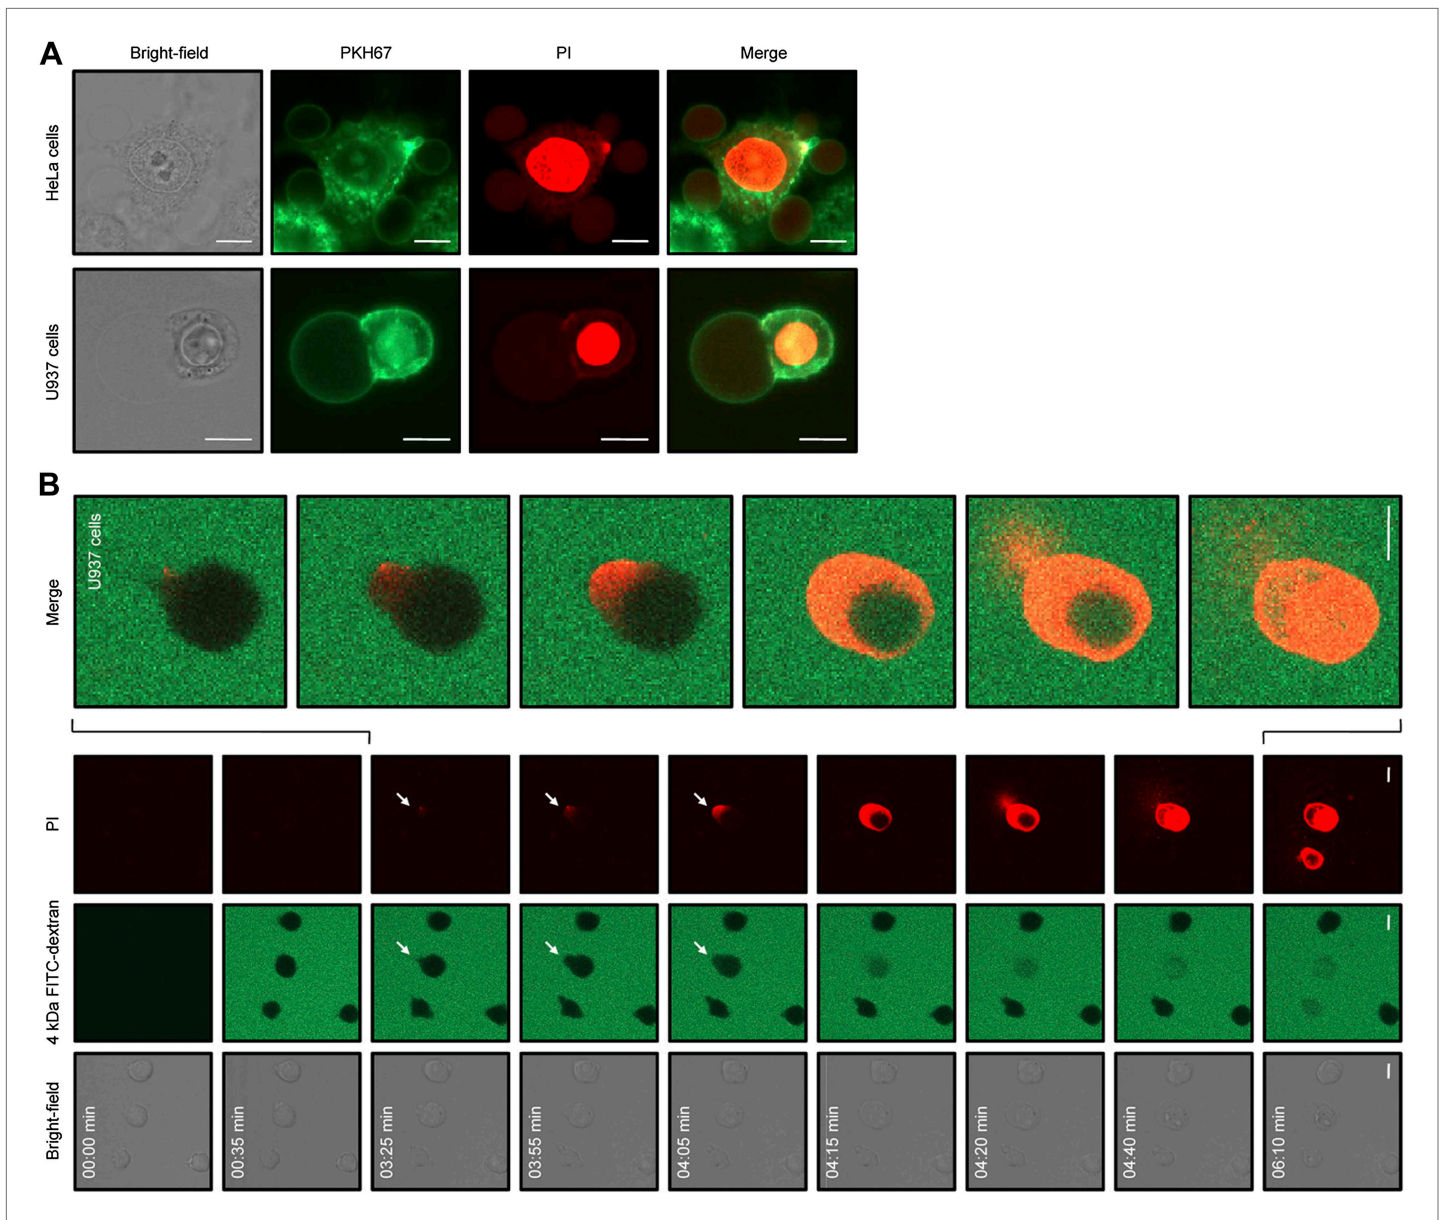 A
Bright-field
PKH67
PI
Merge
HeLa cells
U937 cells
B
Merge
U937 cells
PI
4 kDa FITC-dextran
Bright-field
00:00 min
00:35 min
03:25 min
03:55 min
04:05 min
04:15 min
04:20 min
04:40 min
06:10 min